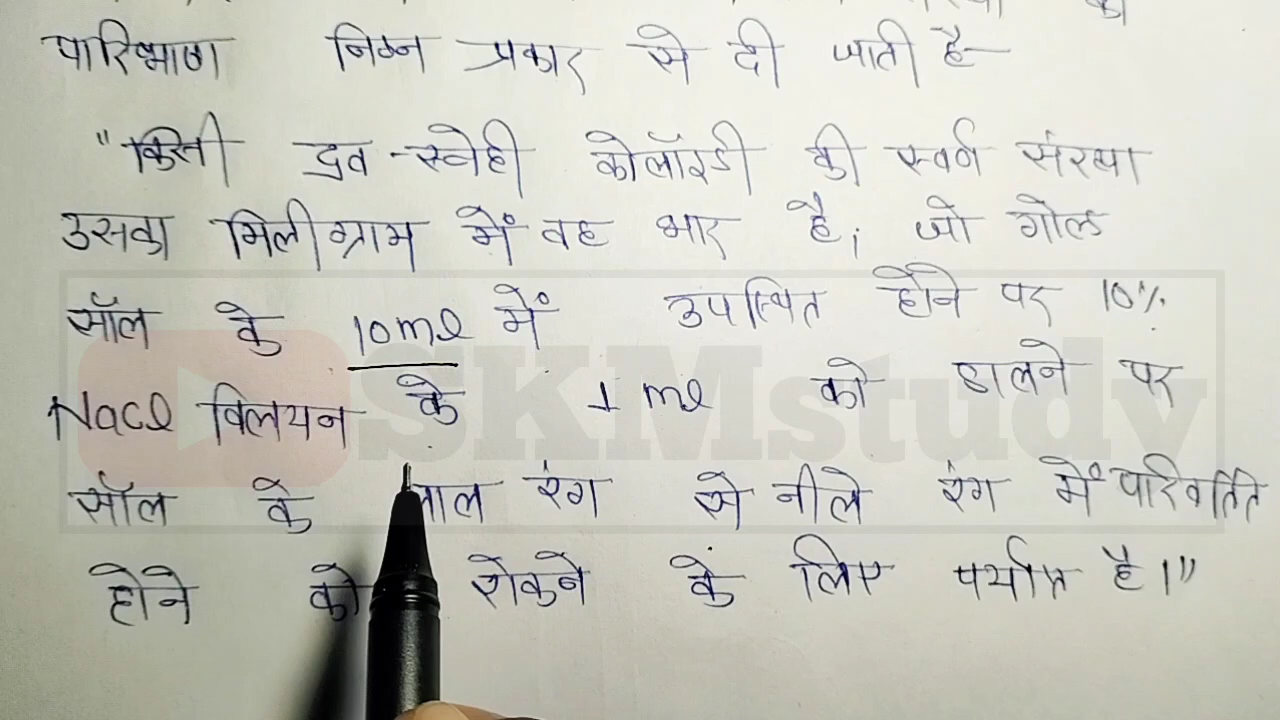 की
पारिभाषा निम्न प्रकार से दी जाती है-
"किसी द्रव-स्नेही कोलॉइडी की स्वर्ण संख्या
उसका मिलीग्राम में वह भार है, जो गोल्ड
सॉल के 10ml में उपस्थित होने पर 10%
NaCl विलयन के 1 ml को डालने पर
SKMstudy
सॉल के लाल रंग से नीले रंग में परिवर्तित
होने को रोकने के लिए पर्याप्त है।"